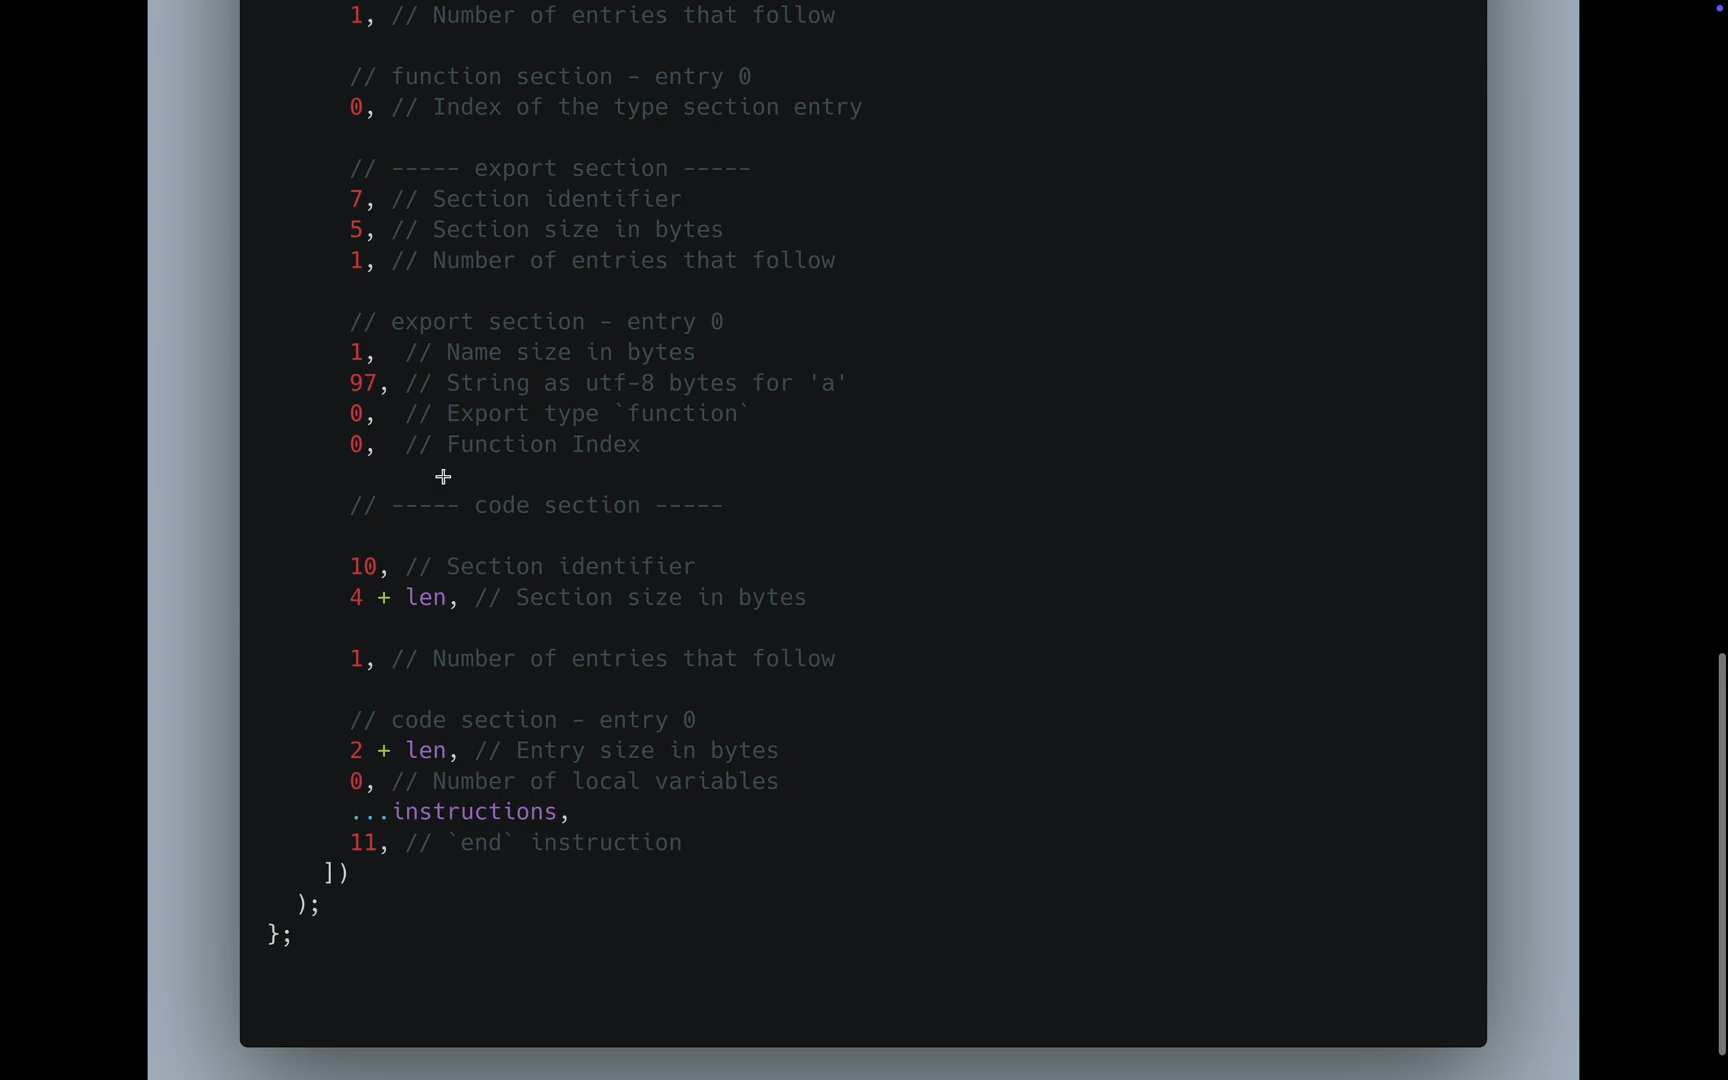 1, // Number of entries that follow
// function section - entry 0
0, // Index of the type section entry
// ----- export section -----
7, // Section identifier
5, // Section size in bytes
1, // Number of entries that follow
// export section - entry 0
1,  // Name size in bytes
97, // String as utf-8 bytes for 'a'
0,  // Export type `function`
0,  // Function Index
// ----- code section -----
10, // Section identifier
4 + len, // Section size in bytes
1, // Number of entries that follow
// code section - entry 0
2 + len, // Entry size in bytes
0, // Number of local variables
...instructions,
11, // `end` instruction
])
);
};